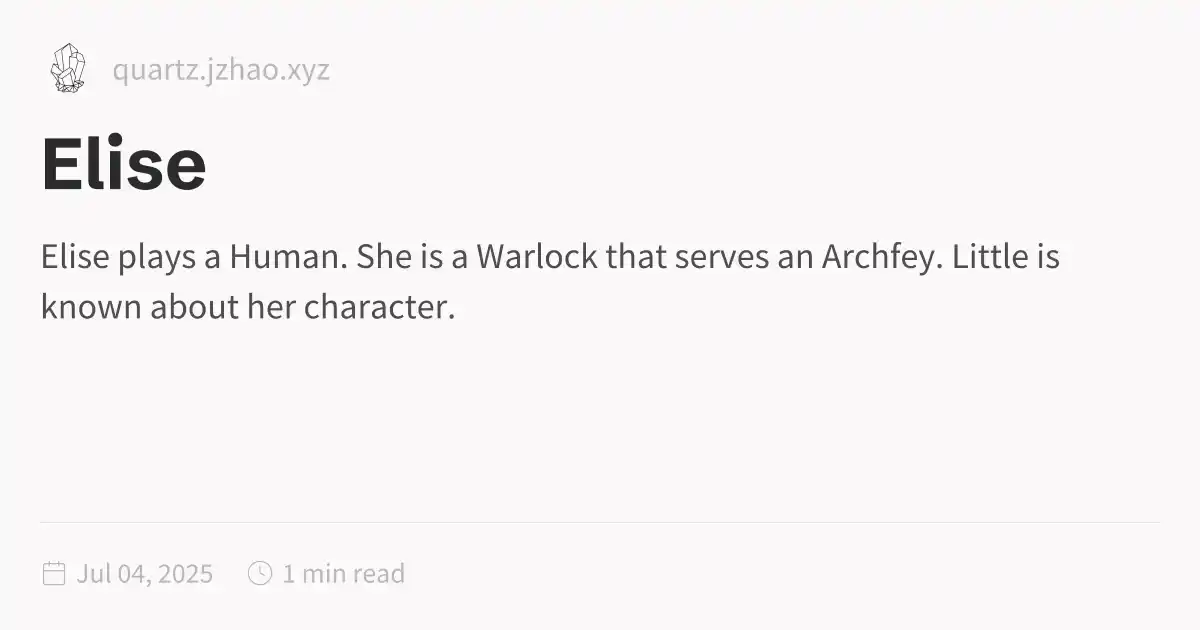 quartz.jzhao.xyz
Elise
Elise plays a Human. She is a Warlock that serves an Archfey. Little is
known about her character.
Jul 04, 2025 1 min read